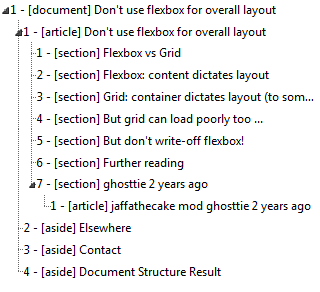 1 - [document] Don't use flexbox for overall layout
1 - [article] Don't use flexbox for overall layout
1 - [section] Flexbox vs Grid
2 - [section] Flexbox: content dictates layout
3 - [section] Grid: container dictates layout (to som...
4 - [section] But grid can load poorly too ...
5 - [section] But don't write-off flexbox!
6 - [section] Further reading
7 - [section] ghosttie 2 years ago
1 - [article] jaffathecake mod ghosttie 2 years ago
2 - [aside] Elsewhere
3 - [aside] Contact
4 - [aside] Document Structure Result